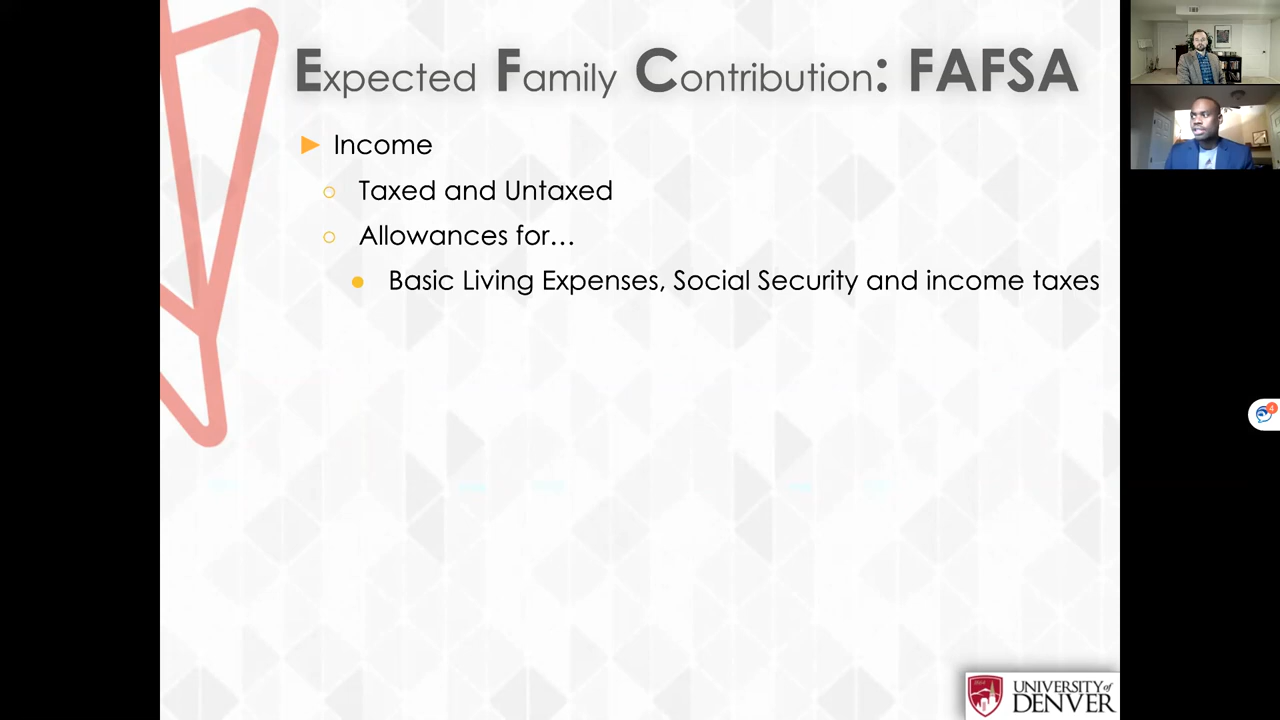 Expected Family Contribution: FAFSA
Income
Taxed and Untaxed
Allowances for…
Basic Living Expenses, Social Security and income taxes
4
UNIVERSITY of
DENVER